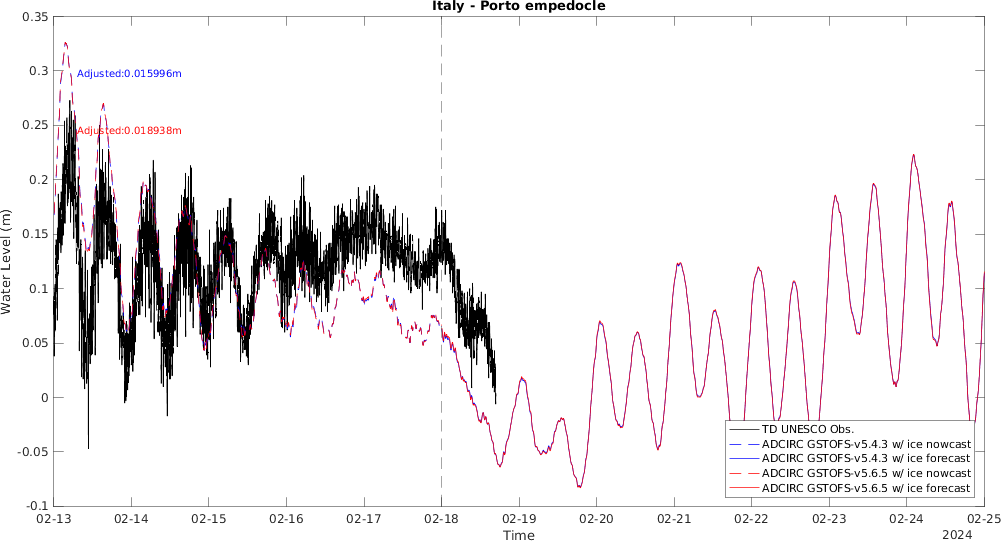 Italy - Porto empedocle
0.35
0.3
0.25
0.2
0.15
0.1
0.05
0
-0.05
-0.1
Water Level (m)
Adjusted:0.015996m
Adjusted:0.018938m
TD UNESCO Obs.
ADCIRC GSTOFS-v5.4.3 w/ ice nowcast
ADCIRC GSTOFS-v5.4.3 w/ ice forecast
ADCIRC GSTOFS-v5.6.5 w/ ice nowcast
ADCIRC GSTOFS-v5.6.5 w/ ice forecast
02-13 02-14 02-15 02-16 02-17 02-18 02-19 02-20 02-21 02-22 02-23 02-24 02-25
Time
2024